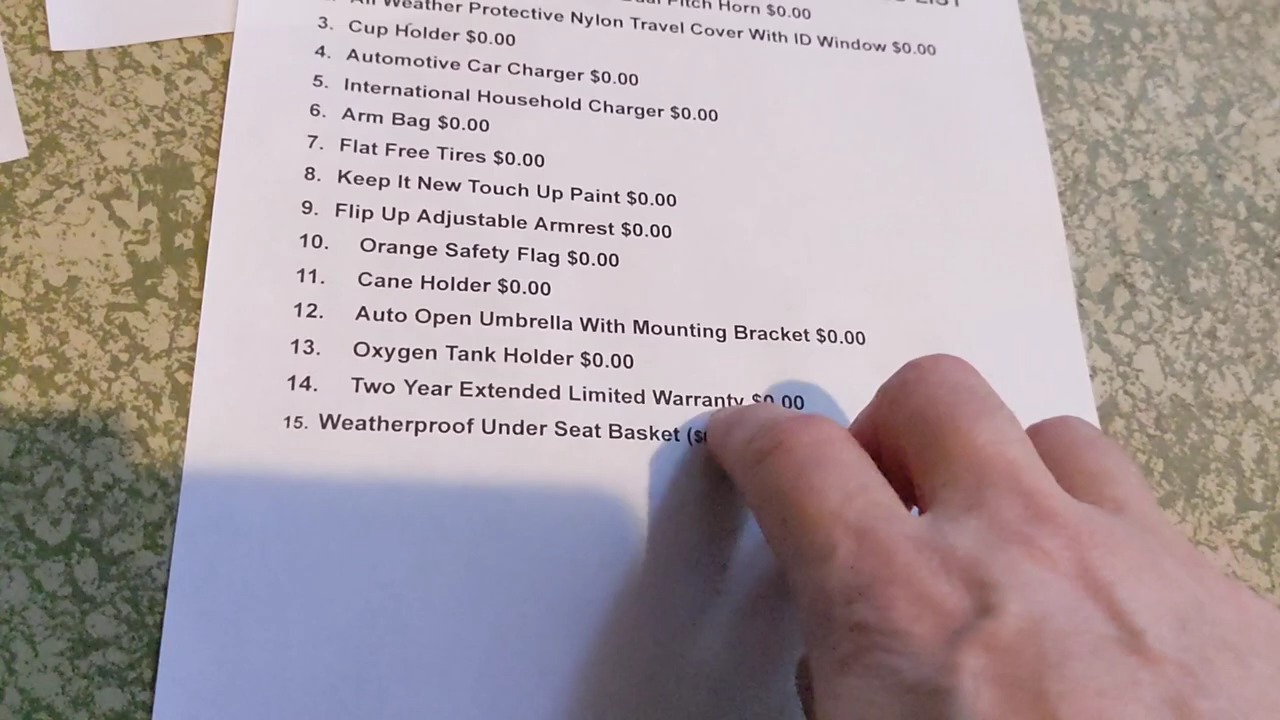 Pitch Horn $0.00
Weather Protective Nylon Travel Cover With ID Window $0.00
3. Cup Holder $0.00
4. Automotive Car Charger $0.00
5. International Household Charger $0.00
6. Arm Bag $0.00
7. Flat Free Tires $0.00
8. Keep It New Touch Up Paint $0.00
9. Flip Up Adjustable Armrest $0.00
10. Orange Safety Flag $0.00
11. Cane Holder $0.00
12. Auto Open Umbrella With Mounting Bracket $0.00
13. Oxygen Tank Holder $0.00
14. Two Year Extended Limited Warranty $0.00
15. Weatherproof Under Seat Basket ($